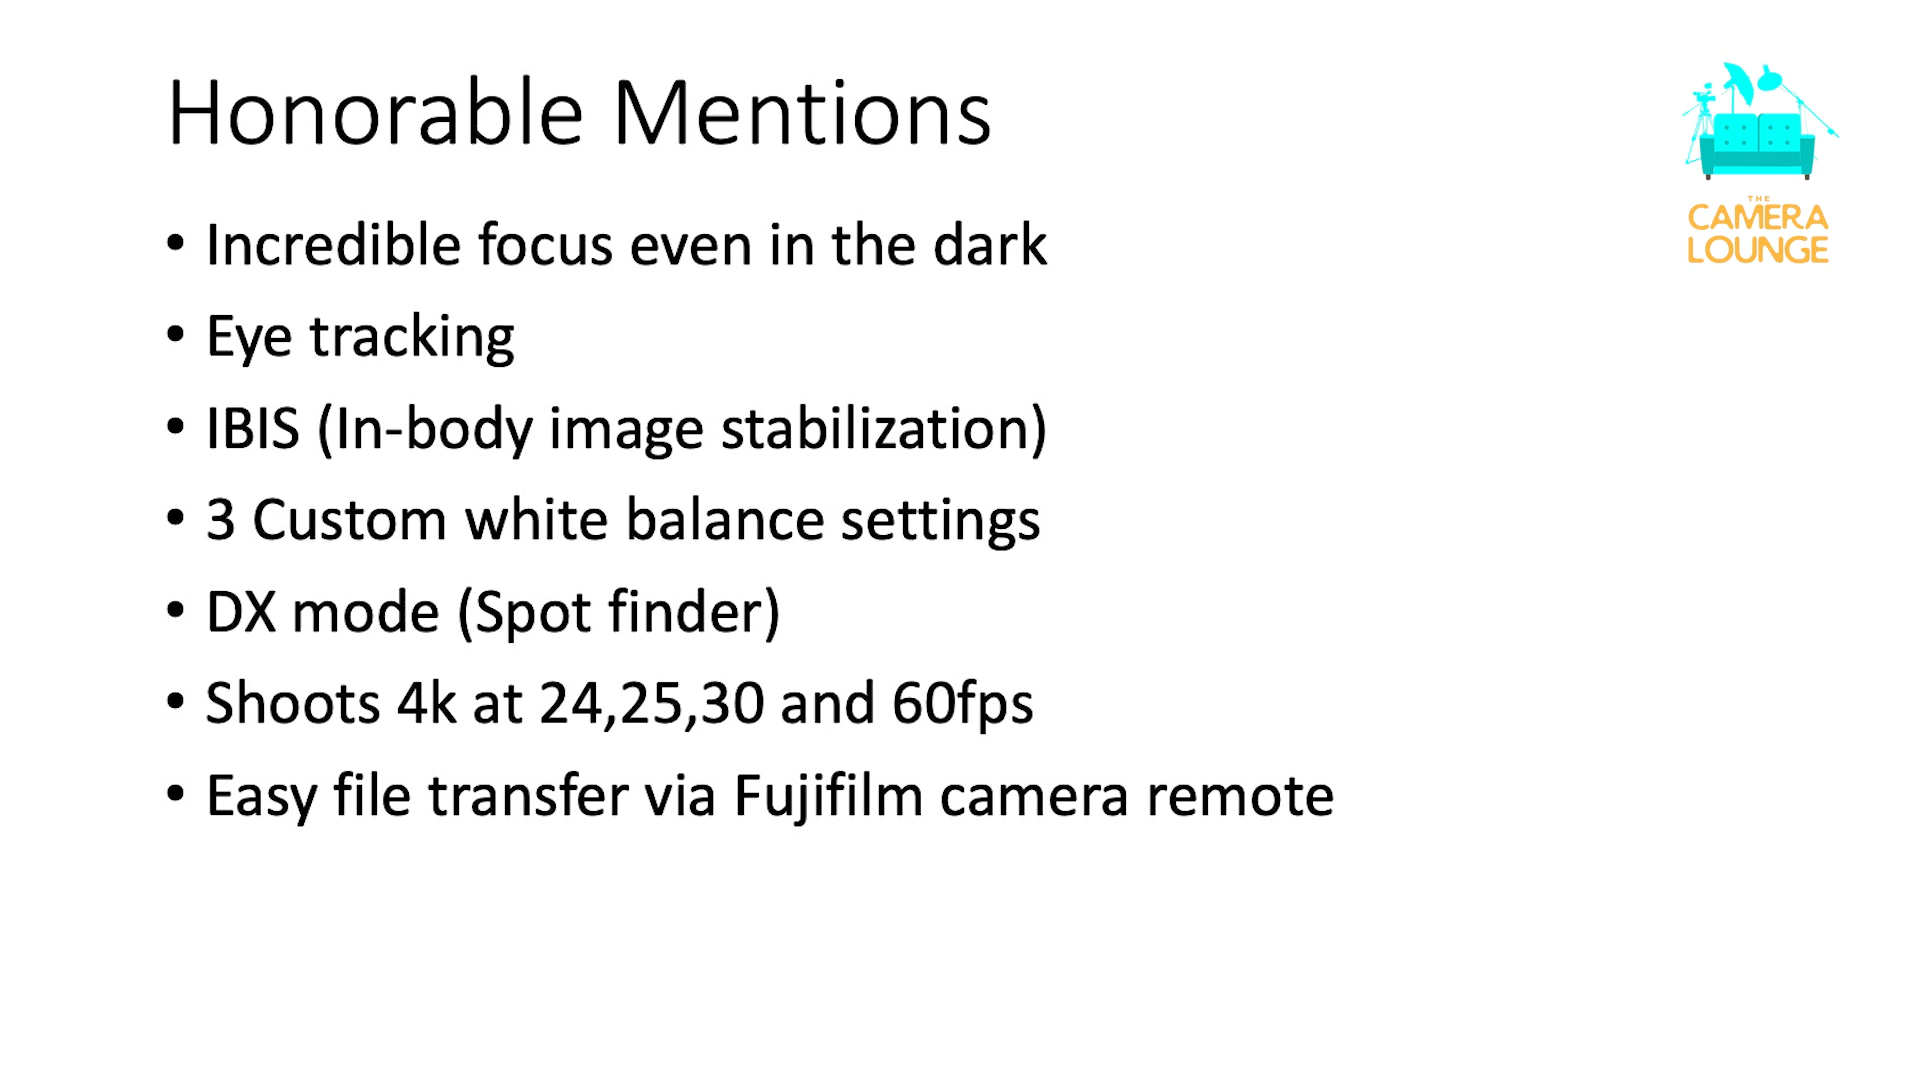 Honorable Mentions
THE
CAMERA
LOUNGE
• Incredible focus even in the dark
• Eye tracking
• IBIS (In-body image stabilization)
• 3 Custom white balance settings
• DX mode (Spot finder)
• Shoots 4k at 24,25,30 and 60fps
• Easy file transfer via Fujifilm camera remote